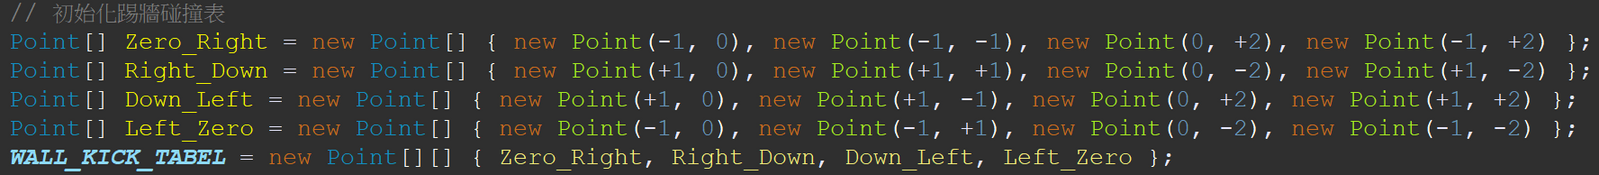 // 初始化踢牆碰撞表
Point[] Zero_Right = new Point[] { new Point(-1, 0), new Point(-1, -1), new Point(0, +2), new Point(-1, +2) };
Point[] Right_Down = new Point[] { new Point(+1, 0), new Point(+1, +1), new Point(0, -2), new Point(+1, -2) };
Point[] Down_Left = new Point[] { new Point(+1, 0), new Point(+1, -1), new Point(0, +2), new Point(+1, +2) };
Point[] Left_Zero = new Point[] { new Point(-1, 0), new Point(-1, +1), new Point(0, -2), new Point(-1, -2) };
WALL_KICK_TABEL = new Point[][] { Zero_Right, Right_Down, Down_Left, Left_Zero };